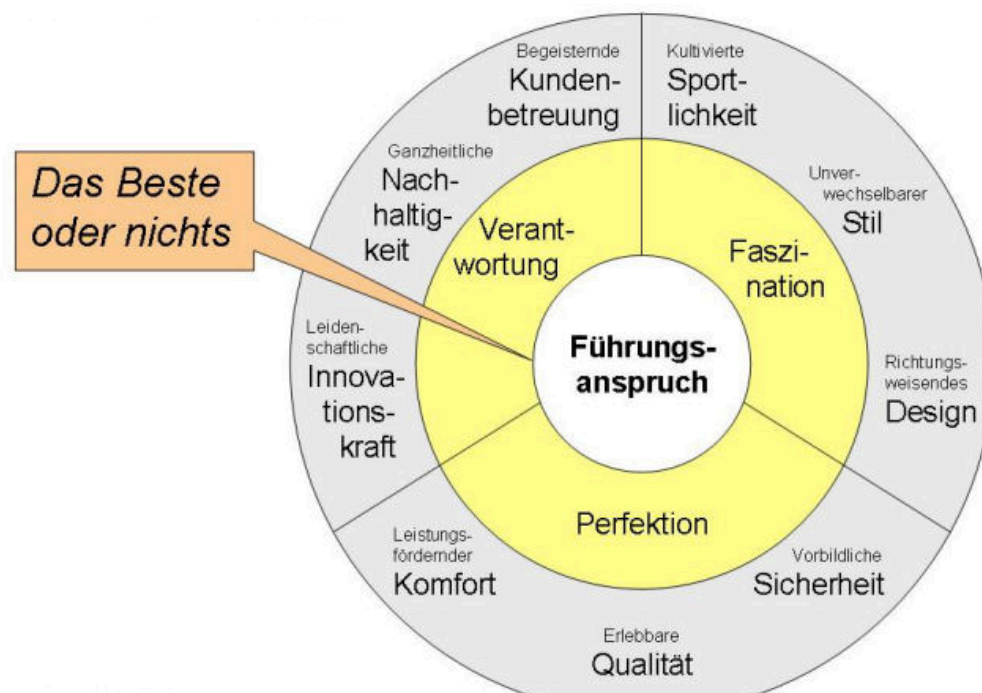 Das Beste
oder nichts
Begeisternde
Kunden-
betreuung
Kultivierte
Sport-
lichkeit
Ganzheitliche
Nach-
haltig-
keit
Unver-
wechselbarer
Stil
Verant-
wortung
Faszi-
nation
Leiden-
schaftliche
Innova-
tions-
kraft
Führungs-
anspruch
Richtungs-
weisendes
Design
Perfektion
Leistungs-
fördernder
Komfort
Vorbildliche
Sicherheit
Erlebbare
Qualität